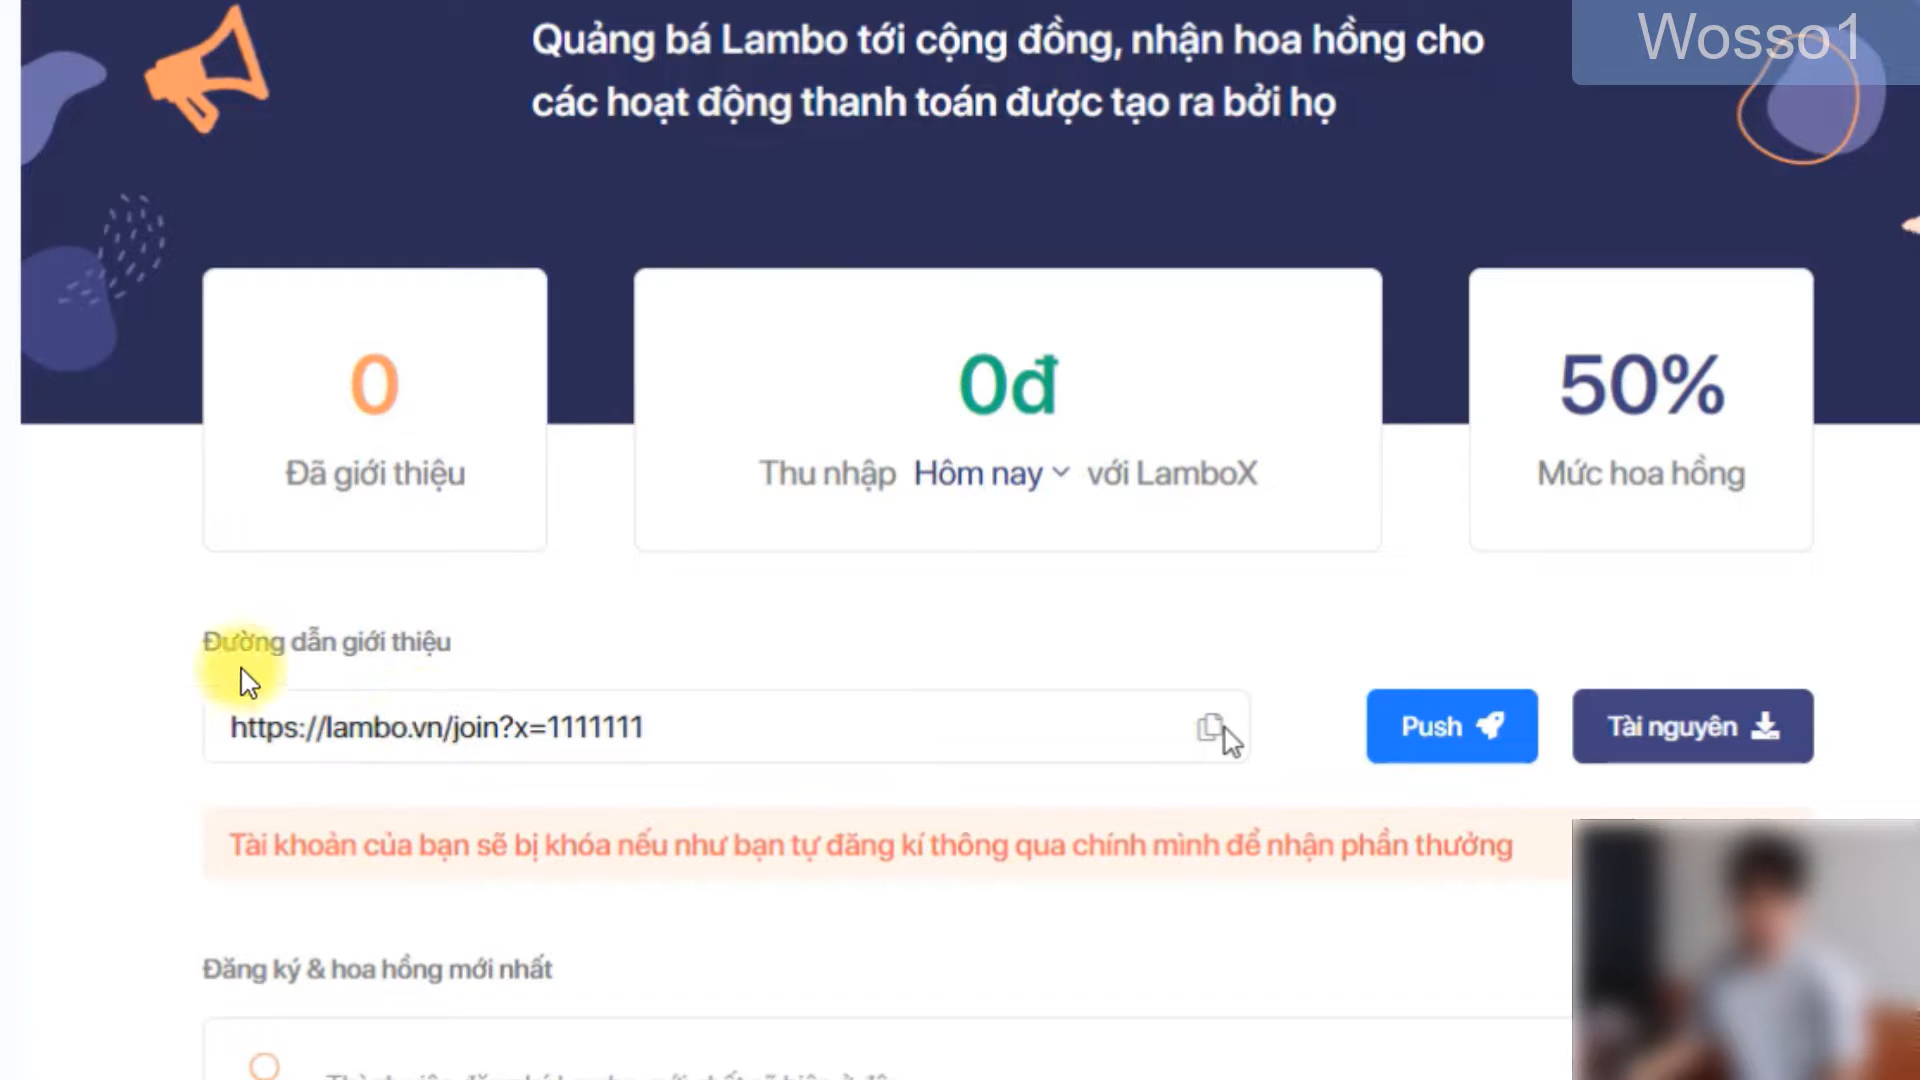 Quảng bá Lambo tới cộng đồng, nhận hoa hồng cho
các hoạt động thanh toán được tạo ra bởi họ
Wosso1
0
Đã giới thiệu
0đ
Thu nhập Hôm nay với LamboX
50%
Mức hoa hồng
Đường dẫn giới thiệu
https://lambo.vn/join?x=1111111
Push
Tài nguyên
Tài khoản của bạn sẽ bị khóa nếu như bạn tự đăng kí thông qua chính mình để nhận phần thưởng
Đăng ký & hoa hồng mới nhất